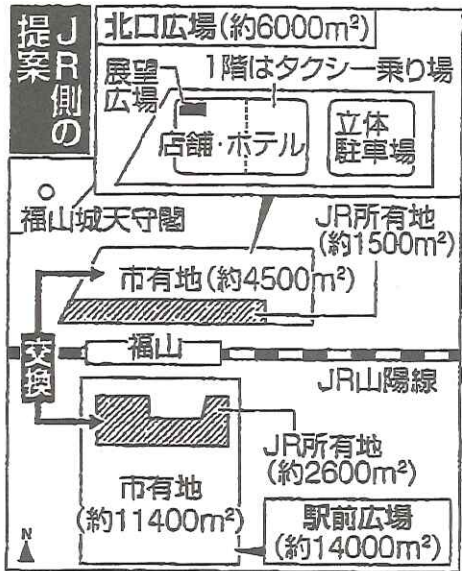 JR側の
提案
北口広場(約6000m²)
展望
広場
1階はタクシー乗り場
店舗・ホテル
立体
駐車場
福山城天守閣
JR所有地
(約1500m²)
市有地(約4500m²)
交換
福山
JR山陽線
JR所有地
(約2600m²)
市有地
(約11400m²)
駅前広場
(約14000m²)
N